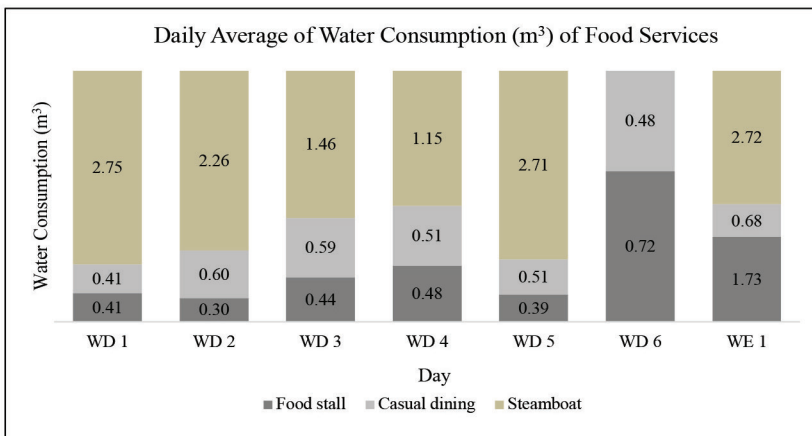 Daily Average of Water Consumption (m³) of Food Services
Water Consumption (m³)
2.75 2.26 1.46 1.15 2.71 0.48 2.72
0.41 0.60 0.59 0.51 0.51 0.72 0.68
0.41 0.30 0.44 0.48 0.39 1.73
WD 1 WD 2 WD 3 WD 4 WD 5 WD 6 WE 1
Day
Food stall Casual dining Steamboat